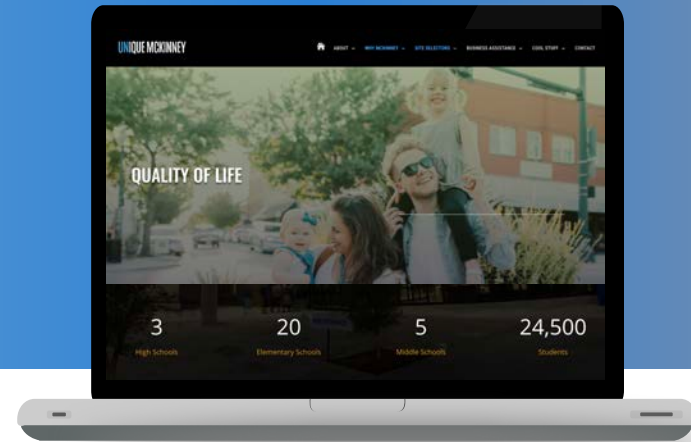 UNIQUE MCKINNEY
ABOUT WHY MCKINNEY SITE SELECTORS BUSINESS ASSISTANCE COOL STUFF CONTACT
QUALITY OF LIFE
3 20 5 24,500
High Schools Elementary Schools Middle Schools Students